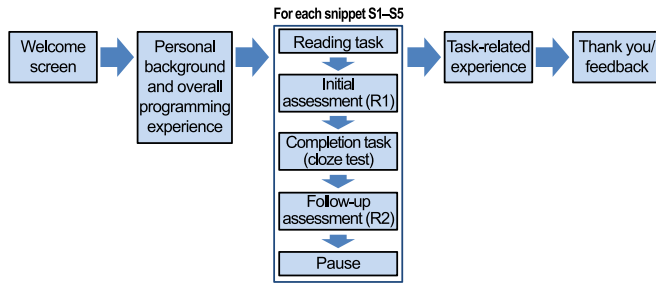 For each snippet S1–S5
Welcome
screen
Personal
background
and overall
programming
experience
Reading task
Initial
assessment (R1)
Completion task
(cloze test)
Follow-up
assessment (R2)
Pause
Task-related
experience
Thank you/
feedback